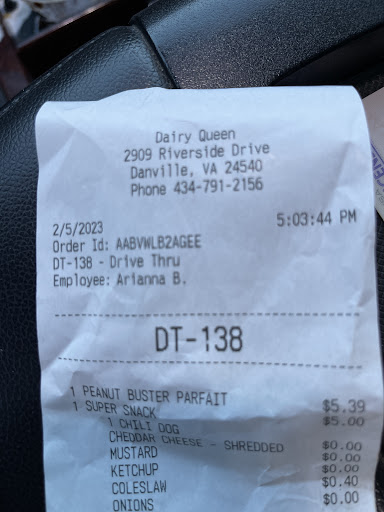 Dairy Queen
2909 Riverside Drive
Danville, VA 24540
Phone 434-791-2156
2/5/2023 5:03:44 PM
Order Id: AABVWLB2AGEE
DT-138 - Drive Thru
Employee: Arianna B.
DT-138
1 PEANUT BUSTER PARFAIT $5.39
1 SUPER SNACK $5.00
1 CHILI DOG
CHEDDAR CHEESE - SHREDDED $0.00
MUSTARD $0.00
KETCHUP $0.00
COLESLAW $0.40
ONIONS $0.00